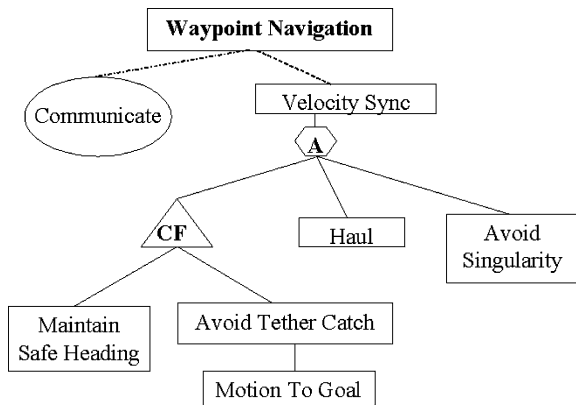 Waypoint Navigation
Communicate
Velocity Sync
A
CF
Haul
Avoid
Singularity
Maintain
Safe Heading
Avoid Tether Catch
Motion To Goal